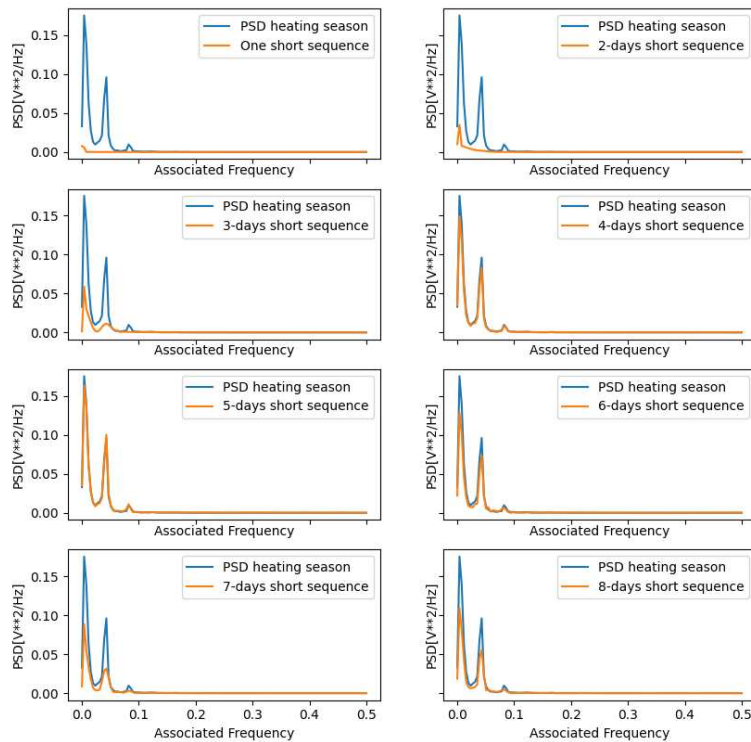 PSD[V**2/Hz]
0.15
0.10
0.05
0.00
PSD heating season
One short sequence
Associated Frequency
PSD[V**2/Hz]
PSD heating season
2-days short sequence
Associated Frequency
PSD[V**2/Hz]
0.15
0.10
0.05
0.00
PSD heating season
3-days short sequence
Associated Frequency
PSD[V**2/Hz]
PSD heating season
4-days short sequence
Associated Frequency
PSD[V**2/Hz]
0.15
0.10
0.05
0.00
PSD heating season
5-days short sequence
Associated Frequency
PSD[V**2/Hz]
PSD heating season
6-days short sequence
Associated Frequency
PSD[V**2/Hz]
0.15
0.10
0.05
0.00
PSD heating season
7-days short sequence
0.0 0.1 0.2 0.3 0.4 0.5
Associated Frequency
PSD[V**2/Hz]
PSD heating season
8-days short sequence
0.0 0.1 0.2 0.3 0.4 0.5
Associated Frequency